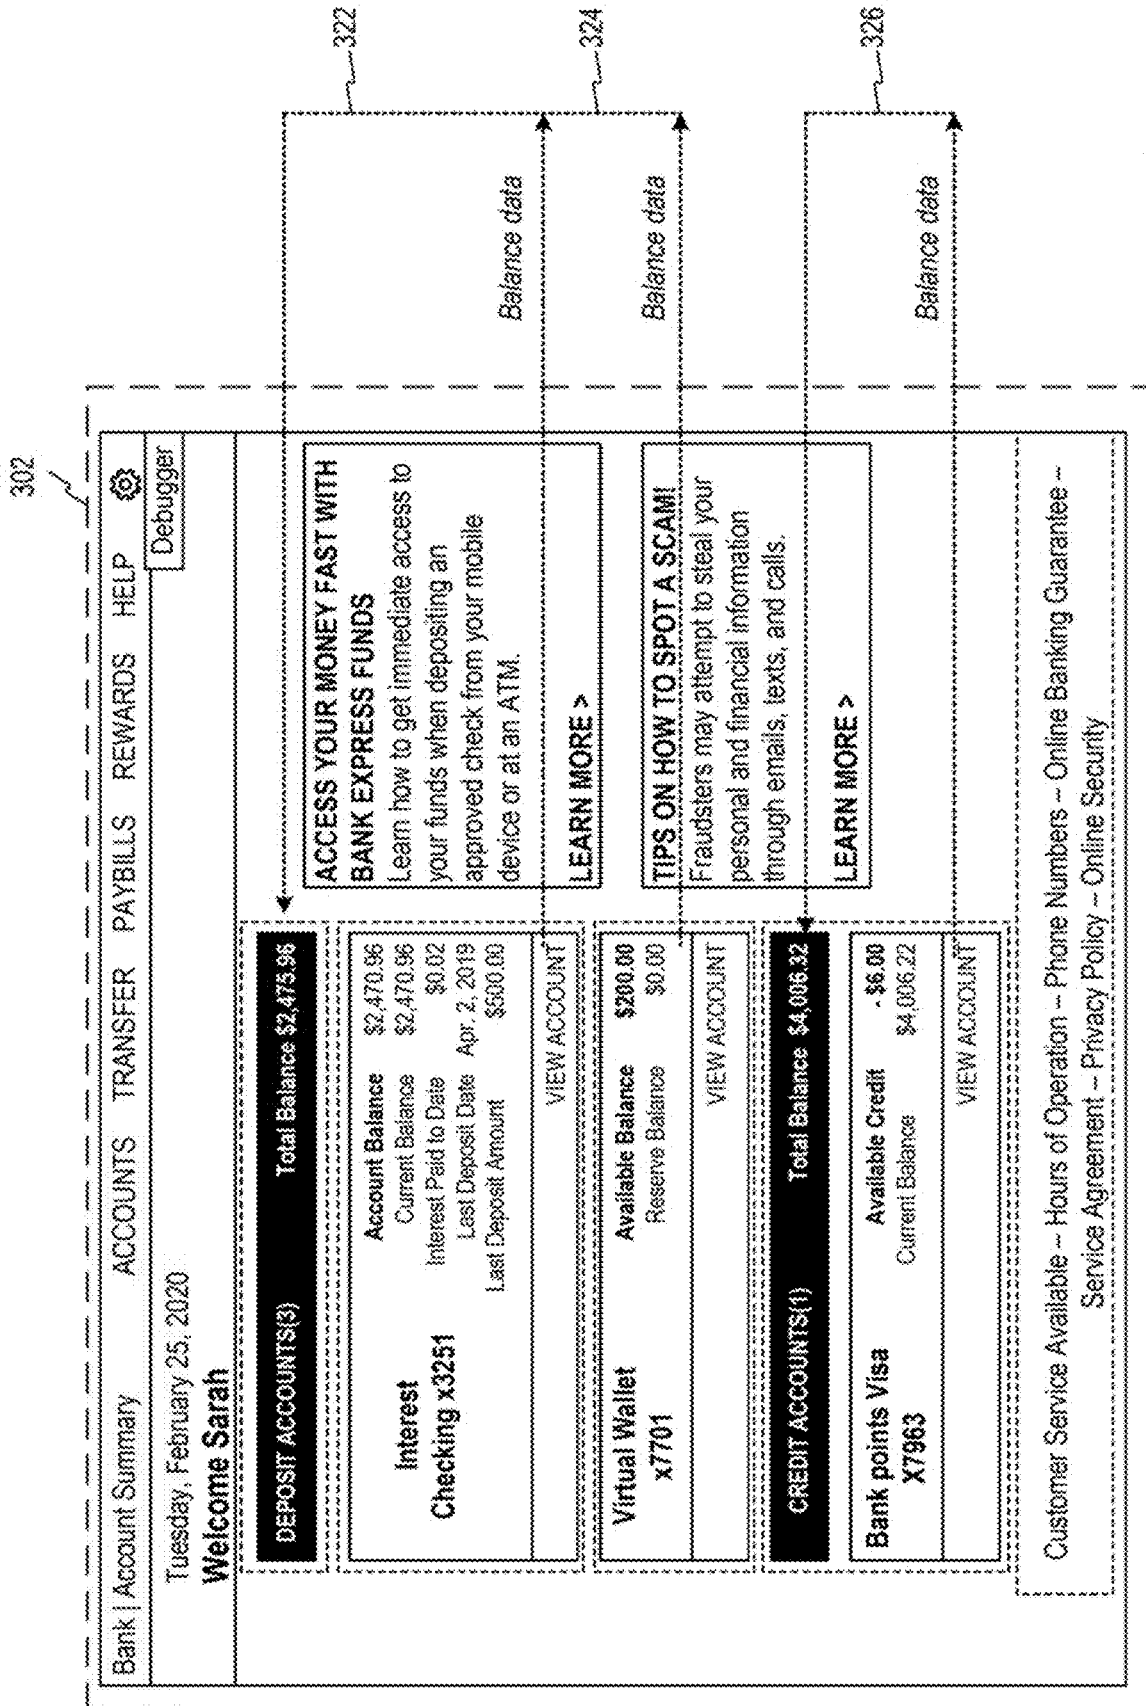 302
Bank | Account Summary ACCOUNTS TRANSFER PAYBILLS REWARDS HELP
Debugger
Tuesday, February 25, 2020
Welcome Sarah
DEPOSIT ACCOUNTS(3) Total Balance $2,475.96
322
Interest
Checking x3251
Account Balance $2,470.96
Current Balance $2,470.96
Interest Paid to Date $0.02
Last Deposit Date Apr. 2, 2019
Last Deposit Amount $500.00
VIEW ACCOUNT
ACCESS YOUR MONEY FAST WITH
BANK EXPRESS FUNDS
Learn how to get immediate access to
your funds when depositing an
approved check from your mobile
device or at an ATM.
LEARN MORE >
Balance data
324
Virtual Wallet
x7701
Available Balance $200.00
Reserve Balance $0.00
VIEW ACCOUNT
TIPS ON HOW TO SPOT A SCAM!
Fraudsters may attempt to steal your
personal and financial information
through emails, texts, and calls.
LEARN MORE >
Balance data
CREDIT ACCOUNTS(1) Total Balance $4,006.32
326
Bank points Visa
X7963
Available Credit - $6.00
Current Balance $4,006.22
VIEW ACCOUNT
Balance data
Customer Service Available – Hours of Operation – Phone Numbers – Online Banking Guarantee –
Service Agreement – Privacy Policy – Online Security